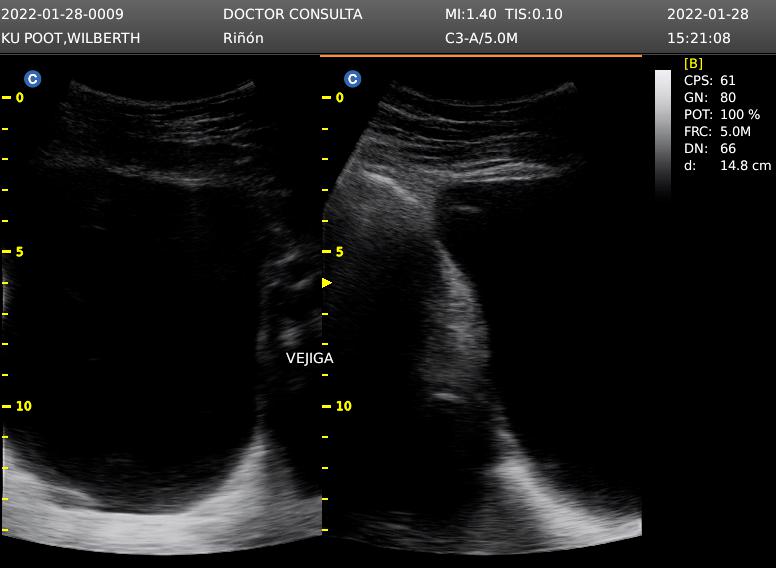 2022-01-28-0009 DOCTOR CONSULTA MI:1.40 TIS:0.10 2022-01-28
KU POOT,WILBERTH Riñón C3-A/5.0M 15:21:08
C C [B]
0 0 CPS: 61
GN: 80
POT: 100 %
FRC: 5.0M
DN: 66
d: 14.8 cm
5 5
VEJIGA
10 10